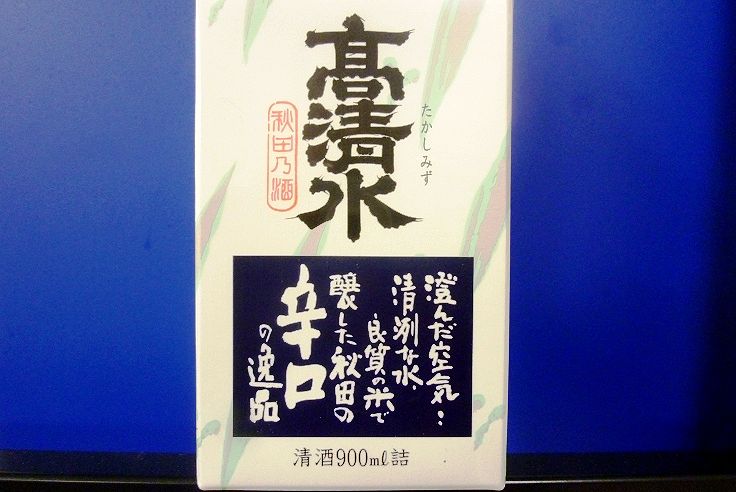 髙清水
たかしみず
秋田乃酒
澄んだ空気…
清冽な水、
良質の米で
醸した秋田の
辛口
の逸品
清酒900mℓ詰